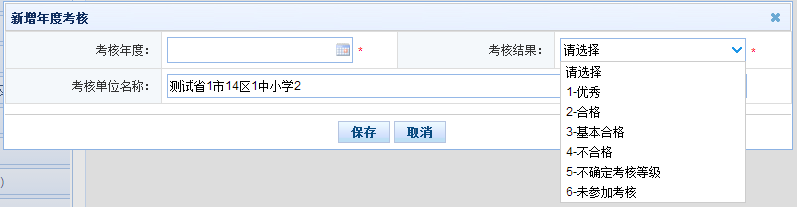 新增年度考核
考核年度： * 考核结果： 请选择 *
考核单位名称： 测试省1市14区1中小学2
请选择
1-优秀
2-合格
3-基本合格
4-不合格
5-不确定考核等级
6-未参加考核
保存 取消
)